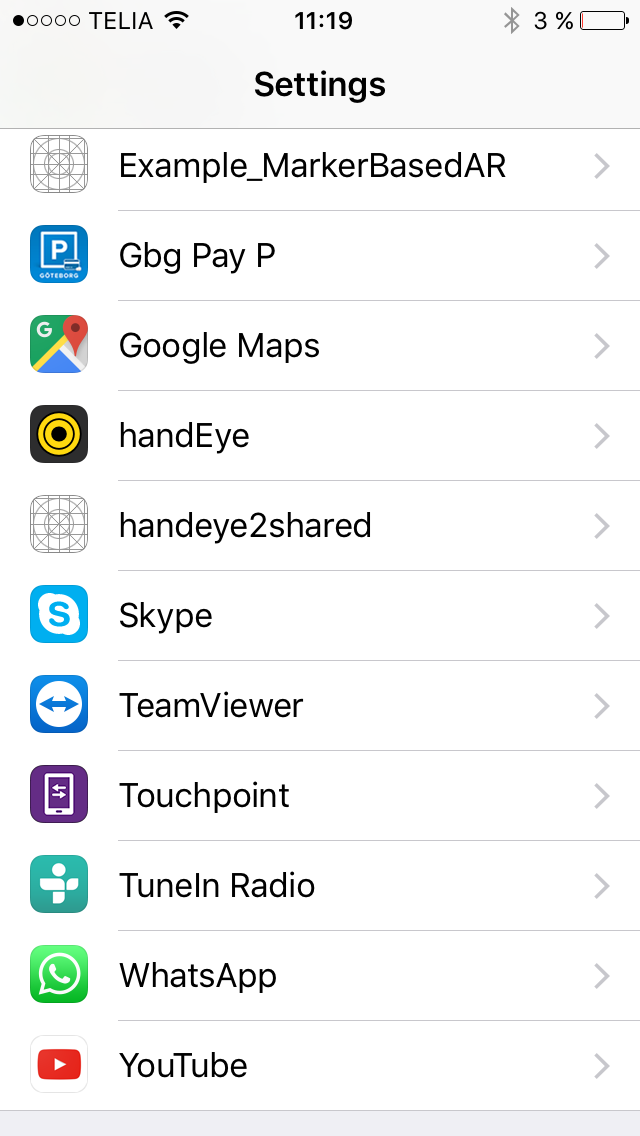 TELIA 11:19 3 %
Settings
Example_MarkerBasedAR
P
GÖTEBORG
Gbg Pay P
G
Google Maps
handEye
handeye2shared
S
Skype
TeamViewer
Touchpoint
TuneIn Radio
WhatsApp
YouTube